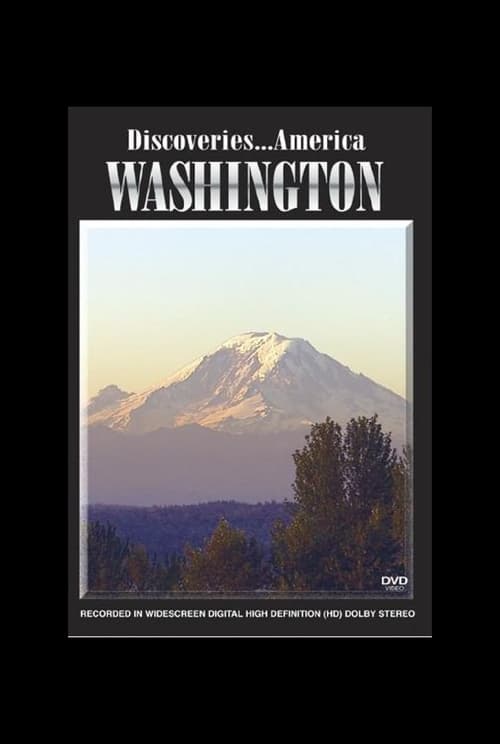 Discoveries...America
WASHINGTON
DVD
VIDEO
RECORDED IN WIDESCREEN DIGITAL HIGH DEFINITION (HD) DOLBY STEREO